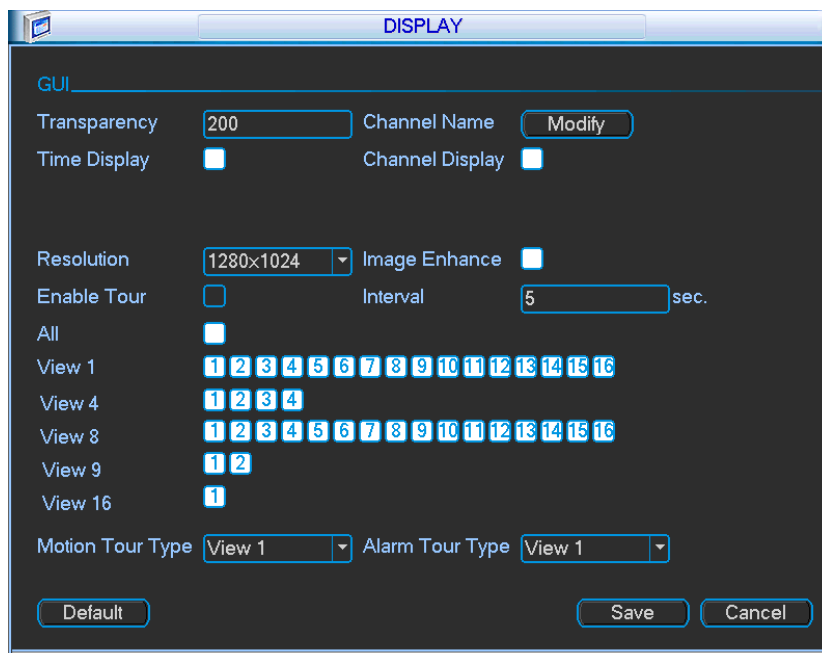 DISPLAY
GUI
Transparency 200 Channel Name Modify
Time Display Channel Display
Resolution 1280×1024 Image Enhance
Enable Tour Interval 5 sec.
All
View 1 1 2 3 4 5 6 7 8 9 10 11 12 13 14 15 16
View 4 1 2 3 4
View 8 1 2 3 4 5 6 7 8 9 10 11 12 13 14 15 16
View 9 1 2
View 16 1
Motion Tour Type View 1 Alarm Tour Type View 1
Default Save Cancel